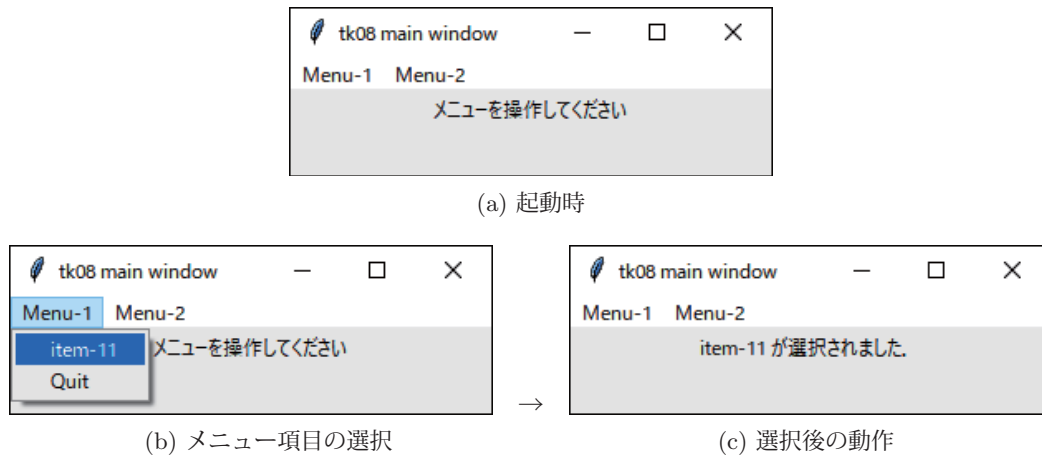 tk08 main window
Menu-1 Menu-2
メニューを操作してください
(a) 起動時
tk08 main window
Menu-1 Menu-2
item-11 メニューを操作してください
Quit
(b) メニュー項目の選択
→
tk08 main window
Menu-1 Menu-2
item-11 が選択されました.
(c) 選択後の動作